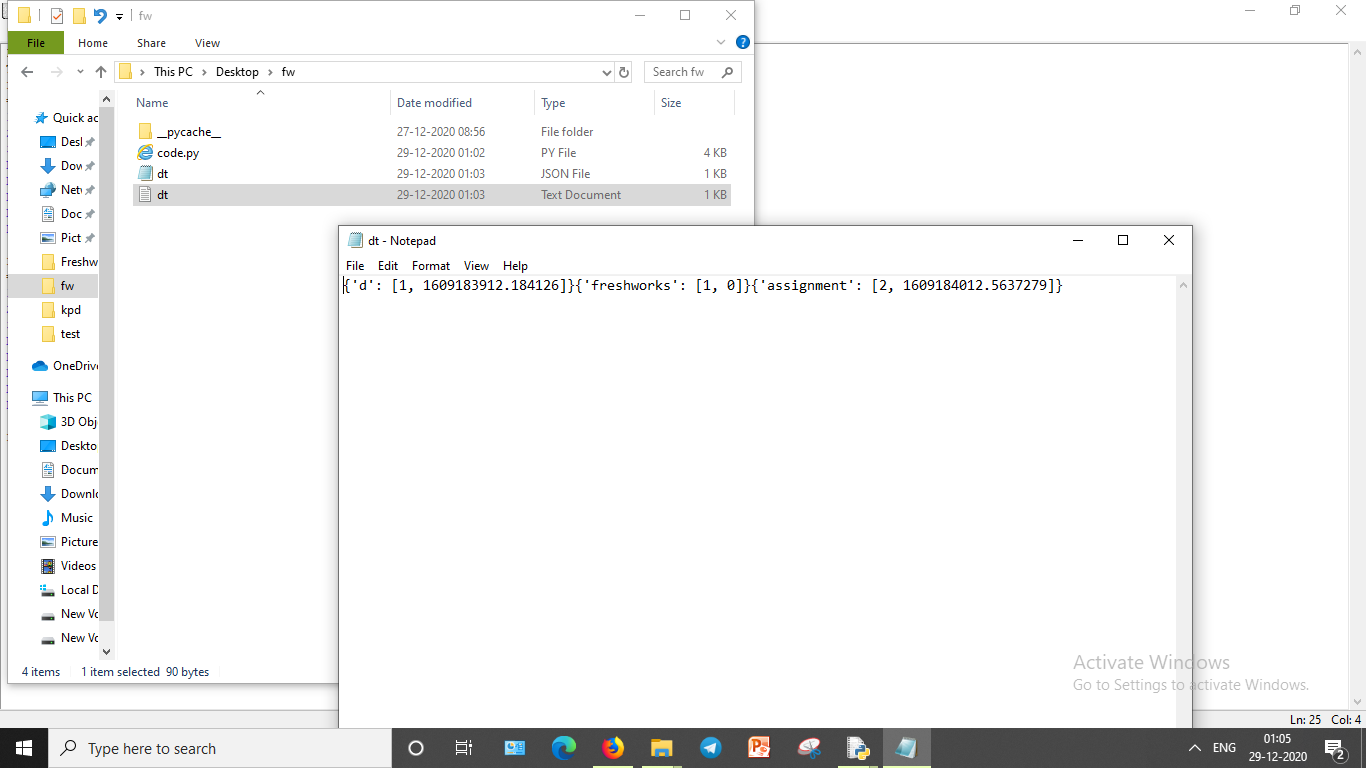 fw
File Home Share View
This PC Desktop fw
Search fw
Name Date modified Type Size
__pycache__ 27-12-2020 08:56 File folder
code.py 29-12-2020 01:02 PY File 4 KB
dt 29-12-2020 01:03 JSON File 1 KB
dt 29-12-2020 01:03 Text Document 1 KB
Quick ac
Desl
Dov
Net
Doc
Pict
Freshw
fw
kpd
test
OneDrive
This PC
3D Obj
Deskto
Docum
Downlo
Music
Picture
Videos
Local D
New Vo
New Vo
4 items 1 item selected 90 bytes
dt - Notepad
File Edit Format View Help
{'d': [1, 1609183912.184126]}{'freshworks': [1, 0]}{'assignment': [2, 1609184012.5637279]}
Activate Windows
Go to Settings to activate Windows.
Ln: 25 Col: 4
Type here to search
ENG
01:05
29-12-2020
2